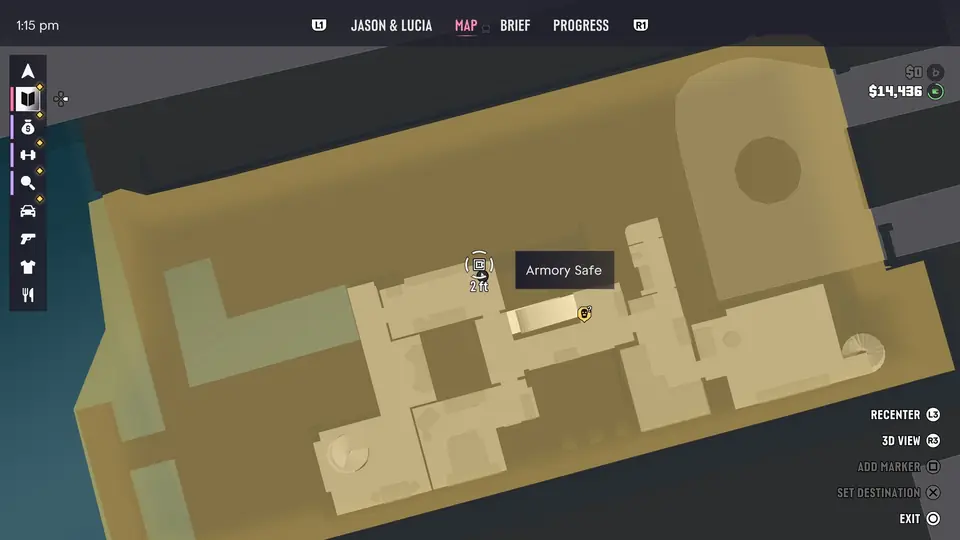 1:15 pm
L1 JASON & LUCIA MAP BRIEF PROGRESS R1
$0
$14,436
Armory Safe
2 ft
RECENTER L3
3D VIEW R3
ADD MARKER
SET DESTINATION
EXIT